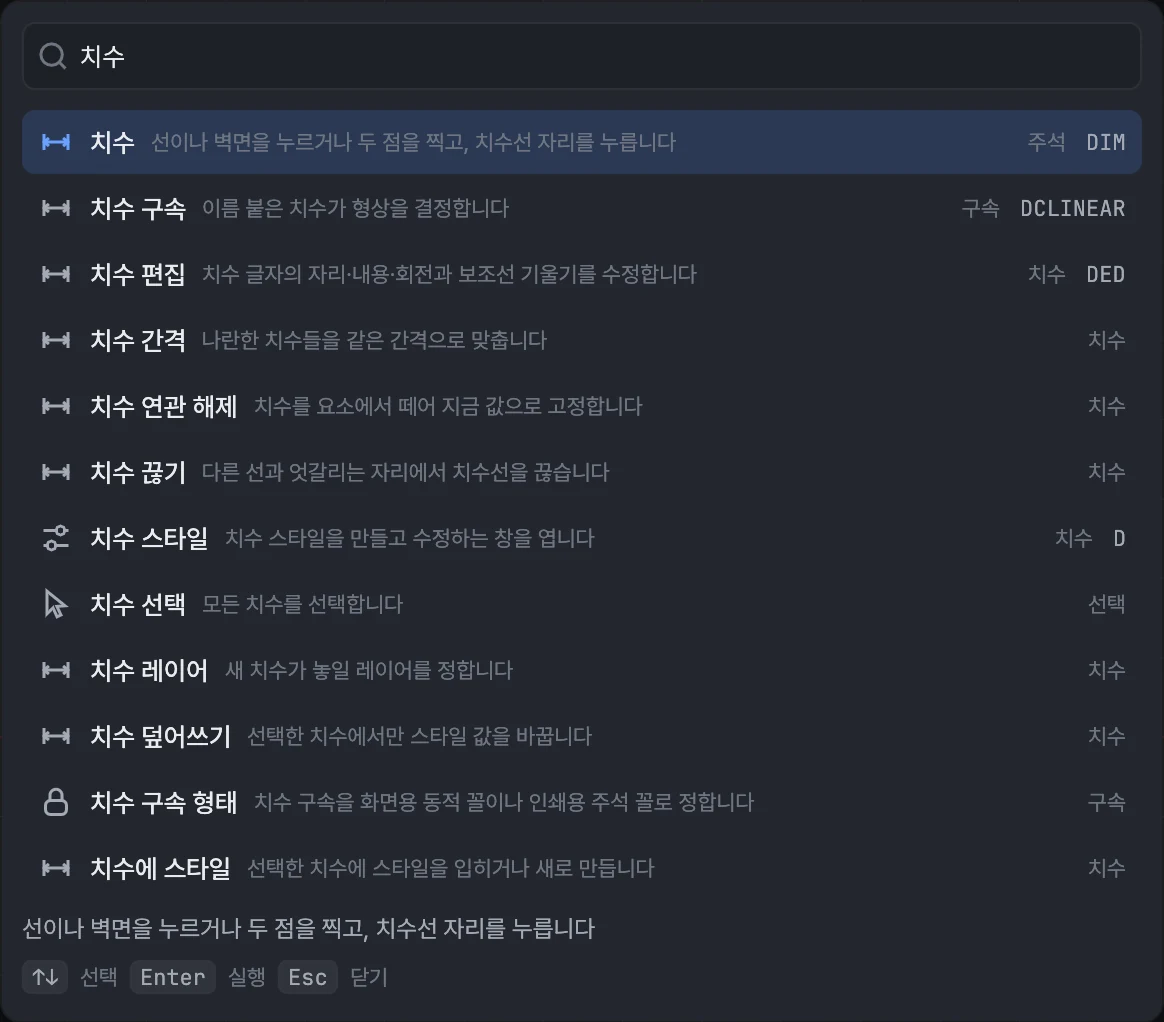 치수
치수 선이나 벽면을 누르거나 두 점을 찍고, 치수선 자리를 누릅니다 주석 DIM
치수 구속 이름 붙은 치수가 형상을 결정합니다 구속 DCLINEAR
치수 편집 치수 글자의 자리·내용·회전과 보조선 기울기를 수정합니다 치수 DED
치수 간격 나란한 치수들을 같은 간격으로 맞춥니다 치수
치수 연관 해제 치수를 요소에서 떼어 지금 값으로 고정합니다 치수
치수 끊기 다른 선과 엇갈리는 자리에서 치수선을 끊습니다 치수
치수 스타일 치수 스타일을 만들고 수정하는 창을 엽니다 치수 D
치수 선택 모든 치수를 선택합니다 선택
치수 레이어 새 치수가 놓일 레이어를 정합니다 치수
치수 덮어쓰기 선택한 치수에서만 스타일 값을 바꿉니다 치수
치수 구속 형태 치수 구속을 화면용 동적 꼴이나 인쇄용 주석 꼴로 정합니다 구속
치수에 스타일 선택한 치수에 스타일을 입히거나 새로 만듭니다 치수
선이나 벽면을 누르거나 두 점을 찍고, 치수선 자리를 누릅니다
↑↓ 선택 Enter 실행 Esc 닫기